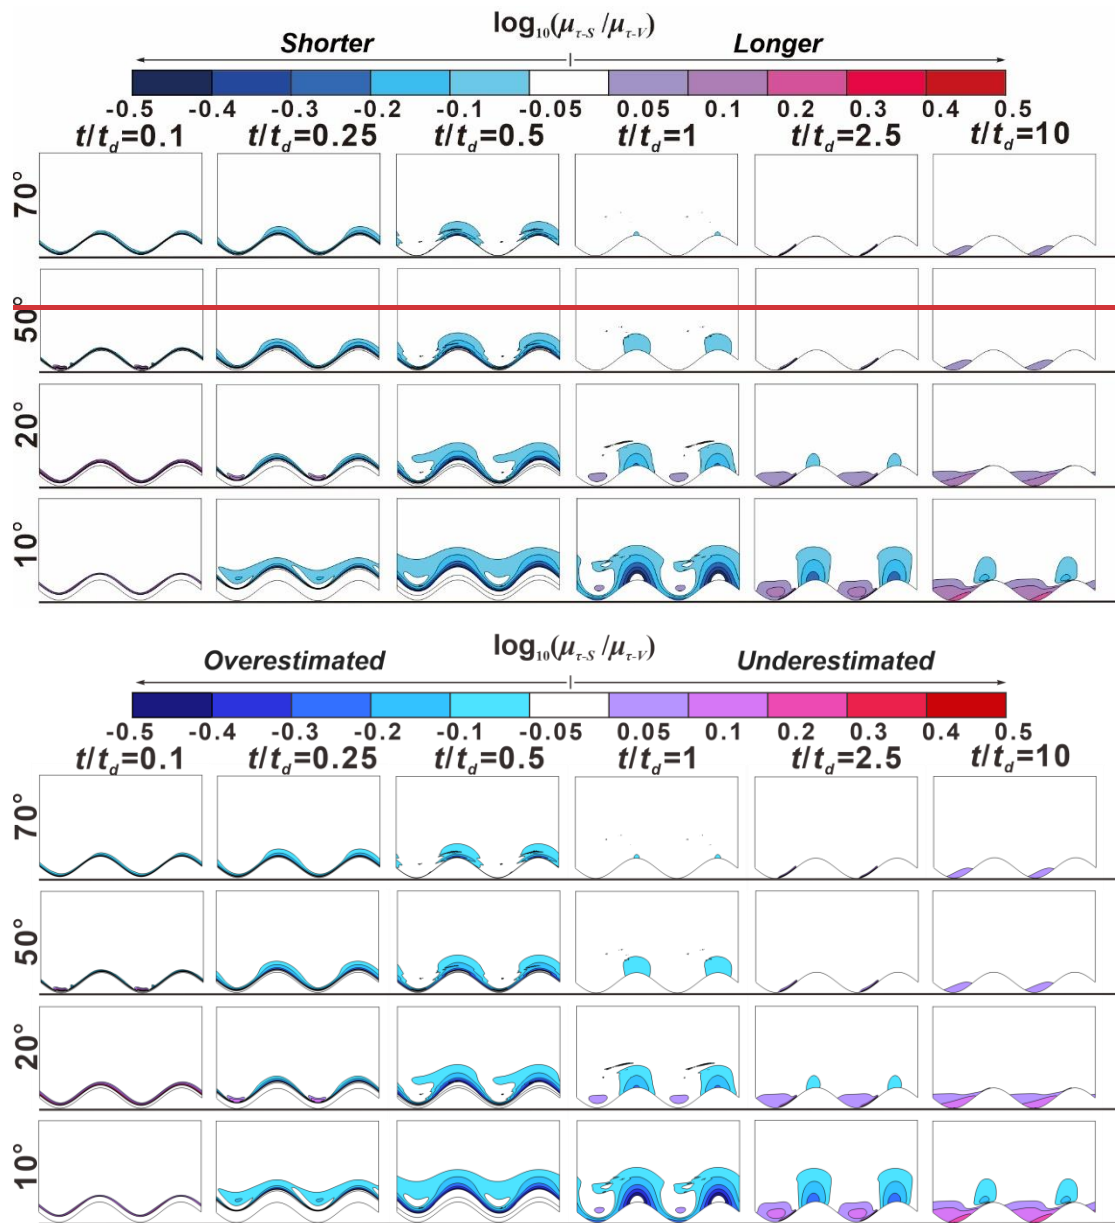 log₁₀(μτ-S /μτ-V)
Shorter Longer
-0.5 -0.4 -0.3 -0.2 -0.1 -0.05 0.05 0.1 0.2 0.3 0.4 0.5
t/td=0.1 t/td=0.25 t/td=0.5 t/td=1 t/td=2.5 t/td=10
70°
50°
20°
10°
log₁₀(μτ-S /μτ-V)
Overestimated Underestimated
-0.5 -0.4 -0.3 -0.2 -0.1 -0.05 0.05 0.1 0.2 0.3 0.4 0.5
t/td=0.1 t/td=0.25 t/td=0.5 t/td=1 t/td=2.5 t/td=10
70°
50°
20°
10°